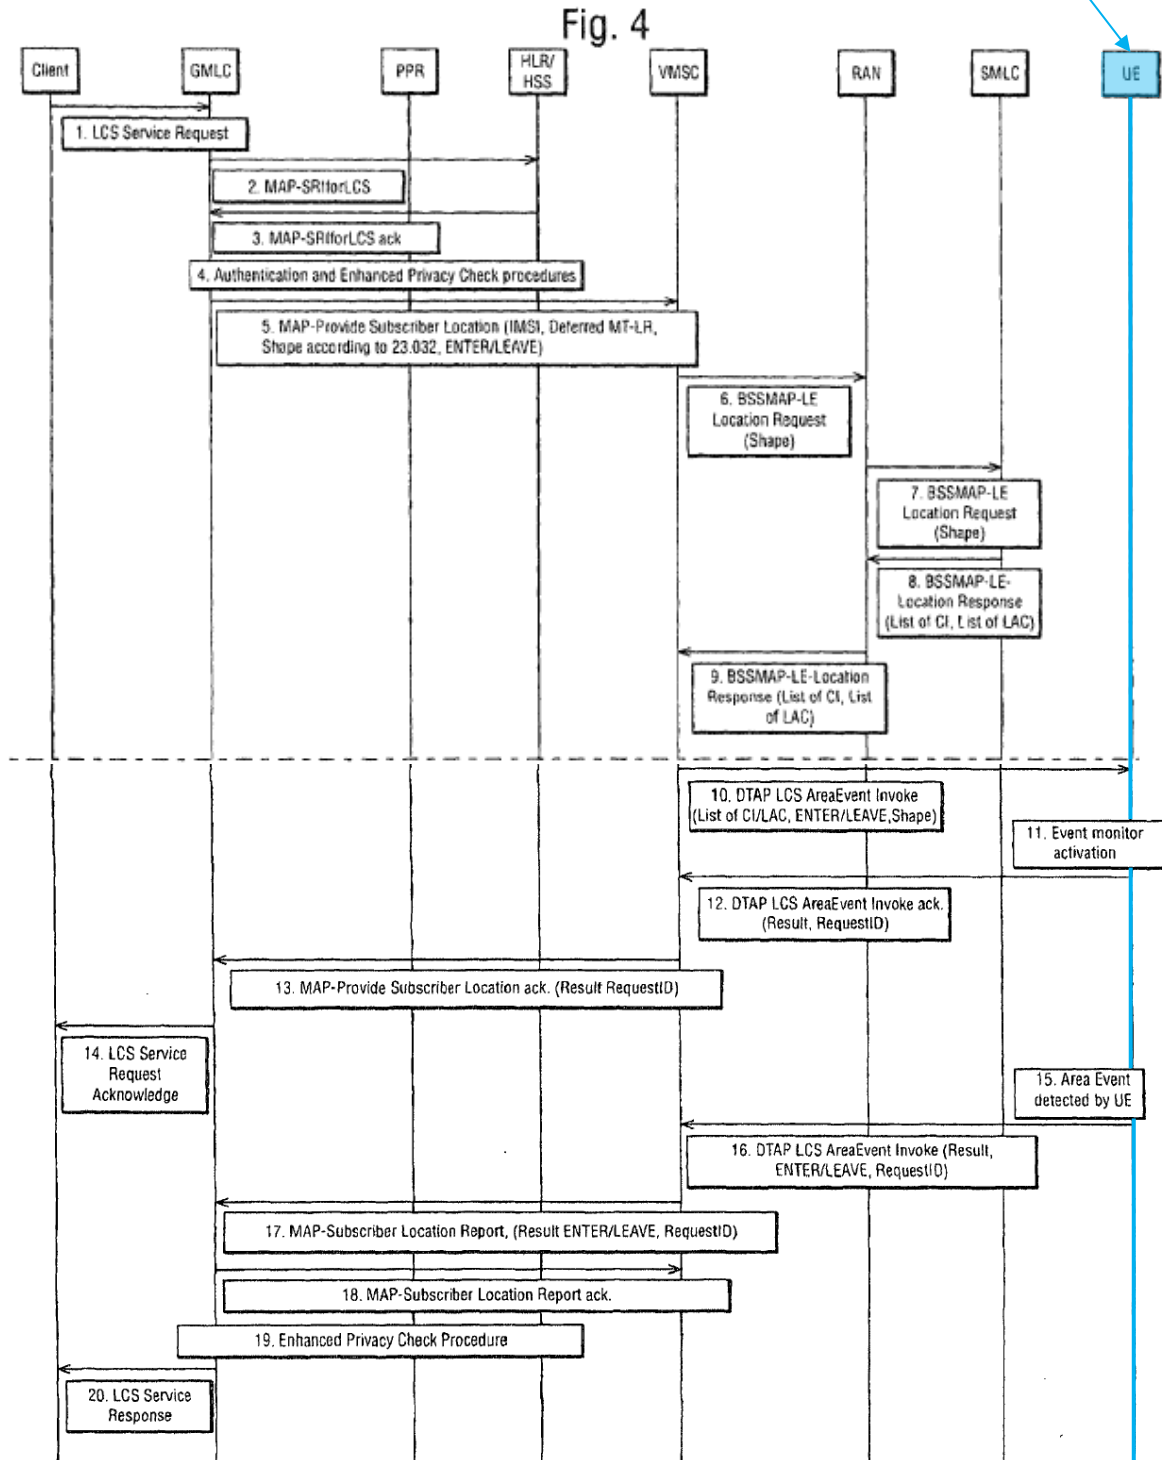 Fig. 4
Client
GMLC
PPR
HLR/
HSS
VMSC
RAN
SMLC
UE
1. LCS Service Request
2. MAP-SRIforLCS
3. MAP-SRIforLCS ack
4. Authentication and Enhanced Privacy Check procedures
5. MAP-Provide Subscriber Location (IMSI, Deferred MT-LR,
Shape according to 23.032, ENTER/LEAVE)
6. BSSMAP-LE
Location Request
(Shape)
7. BSSMAP-LE
Location Request
(Shape)
8. BSSMAP-LE-
Location Response
(List of CI, List of LAC)
9. BSSMAP-LE-Location
Response (List of CI, List
of LAC)
10. DTAP LCS AreaEvent Invoke
(List of CI/LAC, ENTER/LEAVE,Shape)
11. Event monitor
activation
12. DTAP LCS AreaEvent Invoke ack.
(Result, RequestID)
13. MAP-Provide Subscriber Location ack. (Result RequestID)
14. LCS Service
Request
Acknowledge
15. Area Event
detected by UE
16. DTAP LCS AreaEvent Invoke (Result,
ENTER/LEAVE, RequestID)
17. MAP-Subscriber Location Report, (Result ENTER/LEAVE, RequestID)
18. MAP-Subscriber Location Report ack.
19. Enhanced Privacy Check Procedure
20. LCS Service
Response